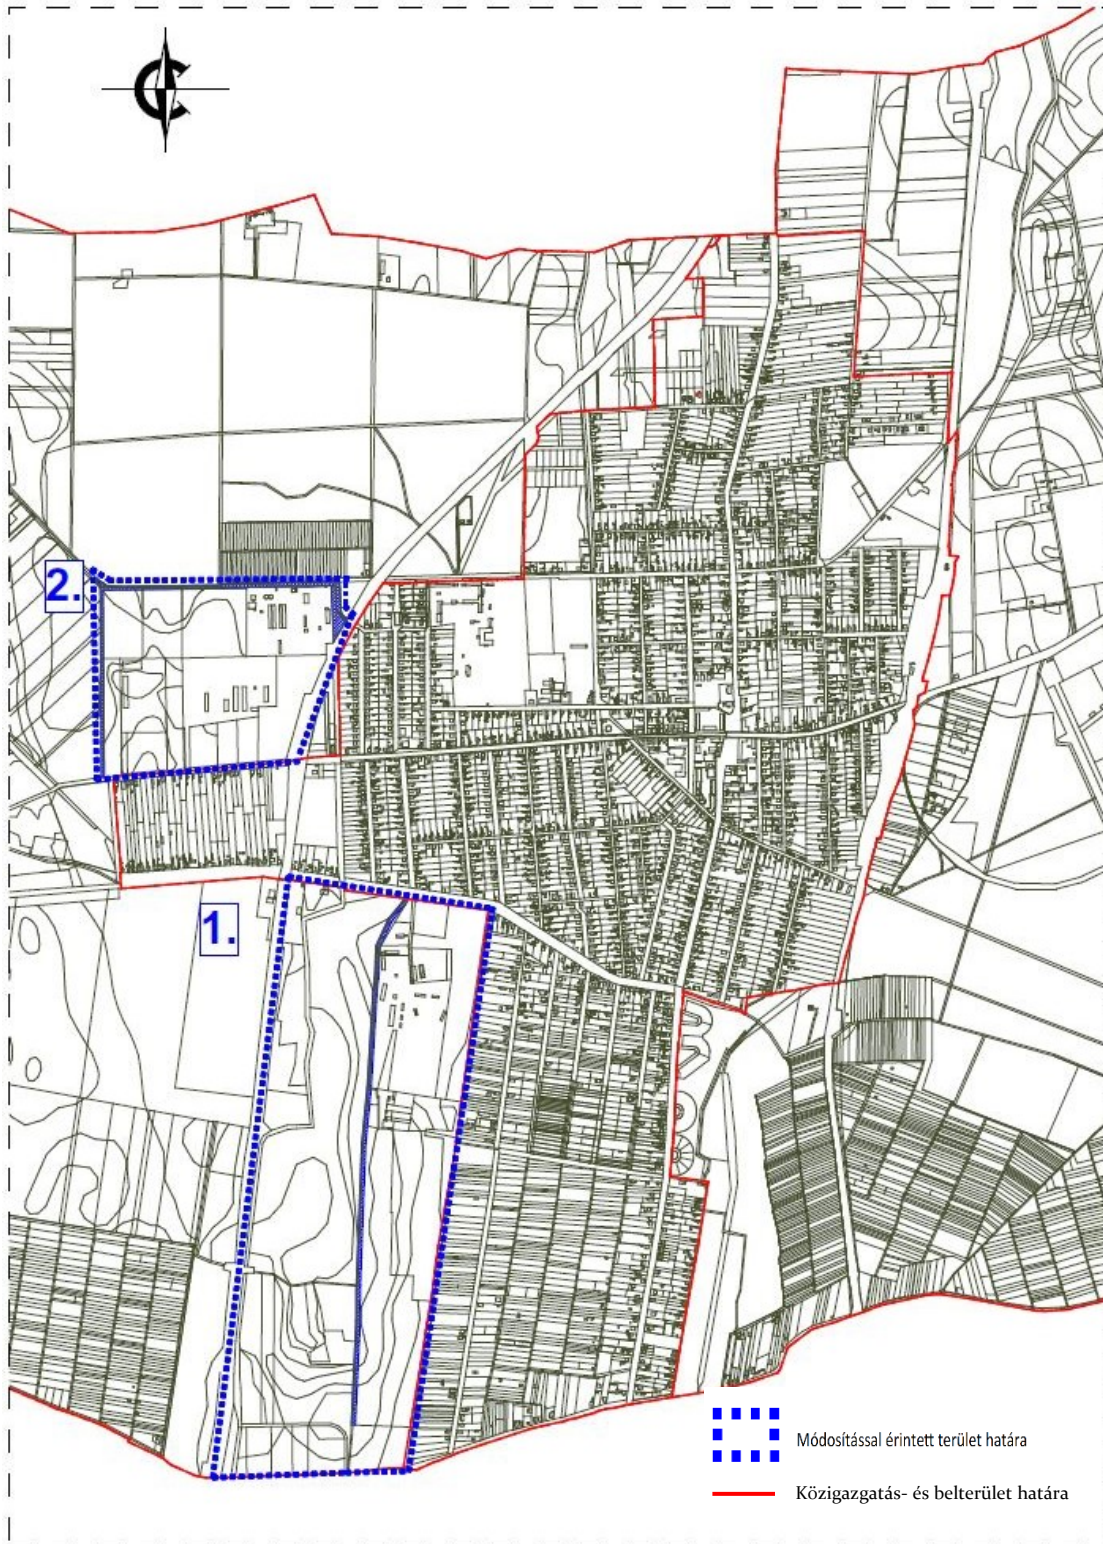 2.
1.
Módosítással érintett terület határa
Közigazgatás- és belterület határa